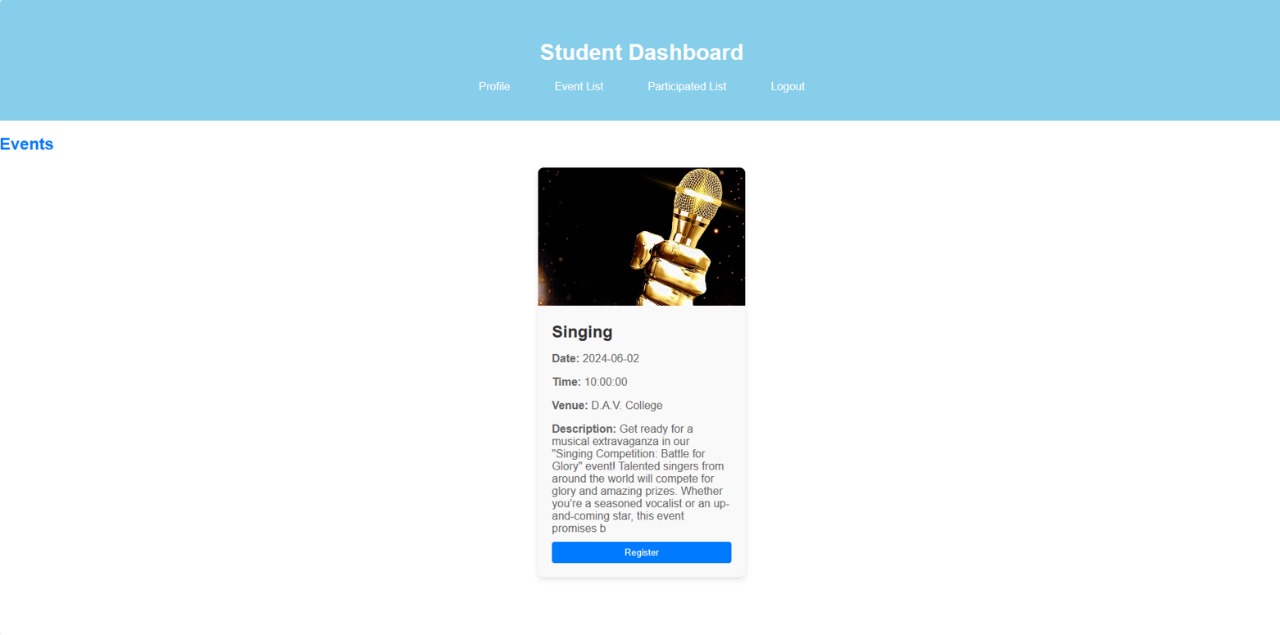 Student Dashboard
Profile Event List Participated List Logout
Events
Singing
Date: 2024-06-02
Time: 10:00:00
Venue: D.A.V. College
Description: Get ready for a
musical extravaganza in our
"Singing Competition: Battle for
Glory" event! Talented singers from
around the world will compete for
glory and amazing prizes. Whether
you're a seasoned vocalist or an up-
and-coming star, this event
promises b
Register